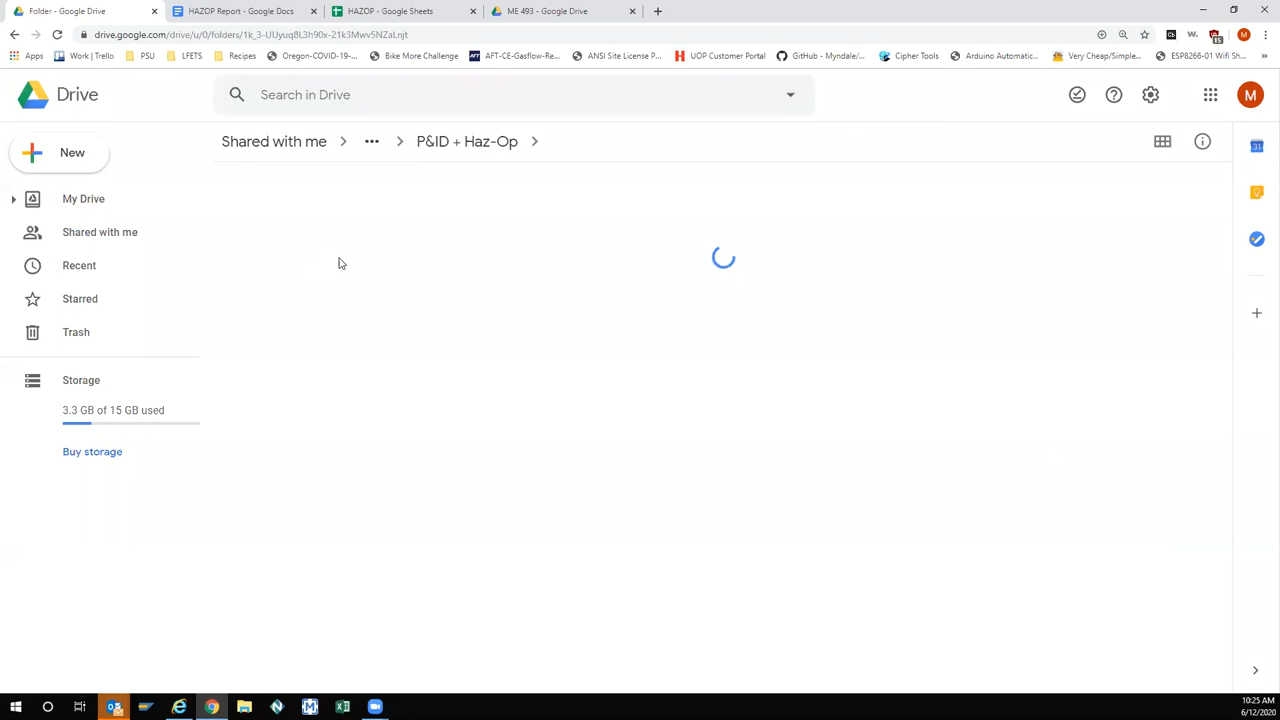 Folder - Google Drive
HAZOP Report - Google Docs
HAZOP - Google Sheets
ME 493 - Google Drive
drive.google.com/drive/u/0/folders/1k_3-UUyuq8L3h90x-21k3Mwv5NZaLnjt
Apps
Work | Trello
PSU
LFETS
Recipes
Oregon-COVID-19-...
Bike More Challenge
AFT-CE-Gasflow-Re...
ANSI Site License P...
UOP Customer Portal
GitHub - Myndale/...
Cipher Tools
Arduino Automatic...
Very Cheap/Simple...
ESP8266-01 Wifi Sh...
Drive
Search in Drive
M
New
Shared with me
P&ID + Haz-Op
My Drive
Shared with me
Recent
Starred
Trash
Storage
3.3 GB of 15 GB used
Buy storage
10:25 AM
6/12/2020